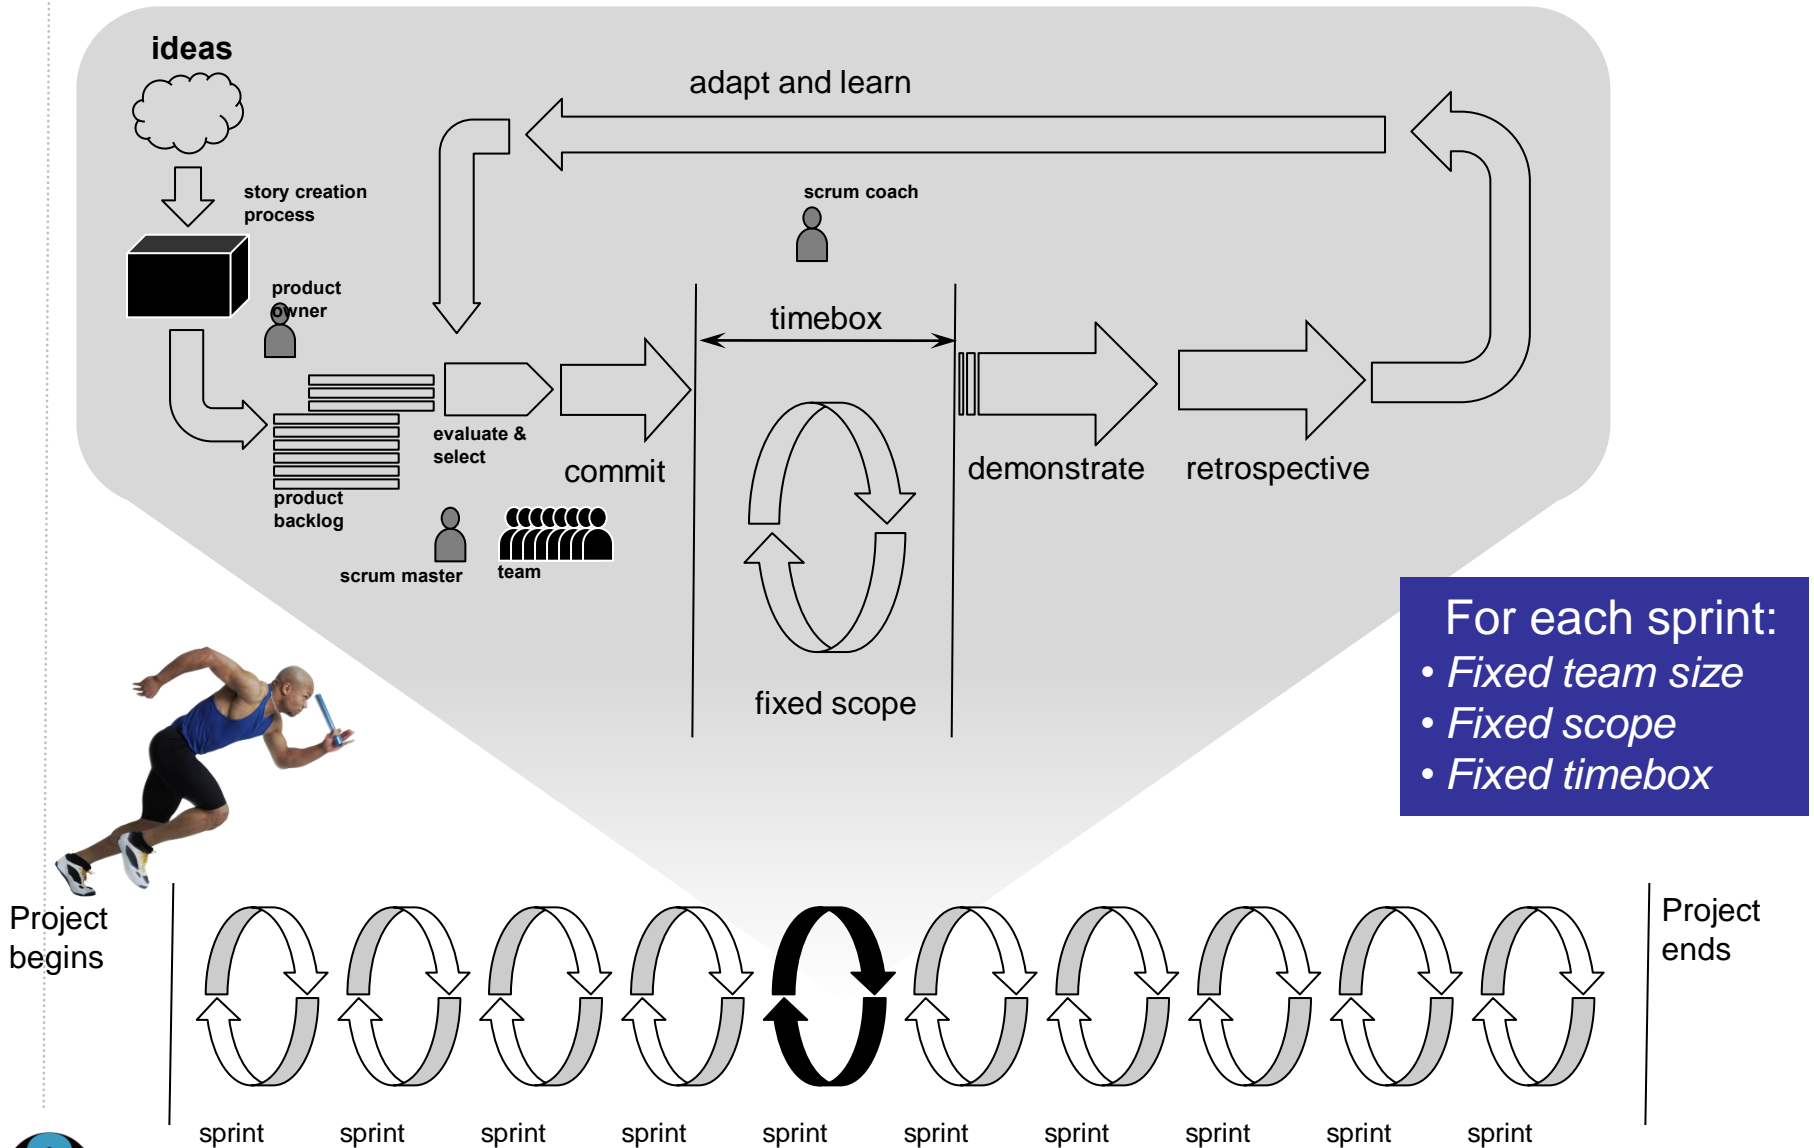 ideas
adapt and learn
story creation
process
scrum coach
product
owner
timebox
evaluate &
select
commit
demonstrate
retrospective
product
backlog
scrum master
team
fixed scope
For each sprint:
• Fixed team size
• Fixed scope
• Fixed timebox
Project
begins
Project
ends
sprint
sprint
sprint
sprint
sprint
sprint
sprint
sprint
sprint
sprint